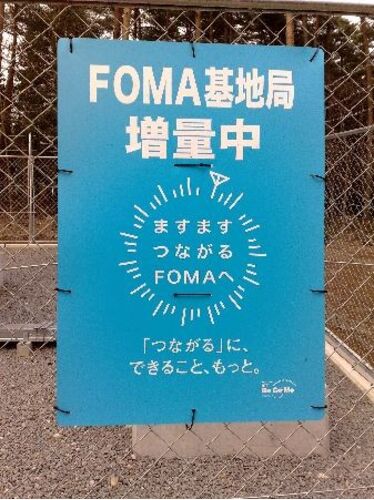 FOMA基地局
増量中
ますます
つながる
FOMAへ
「つながる」に、
できること、もっと。